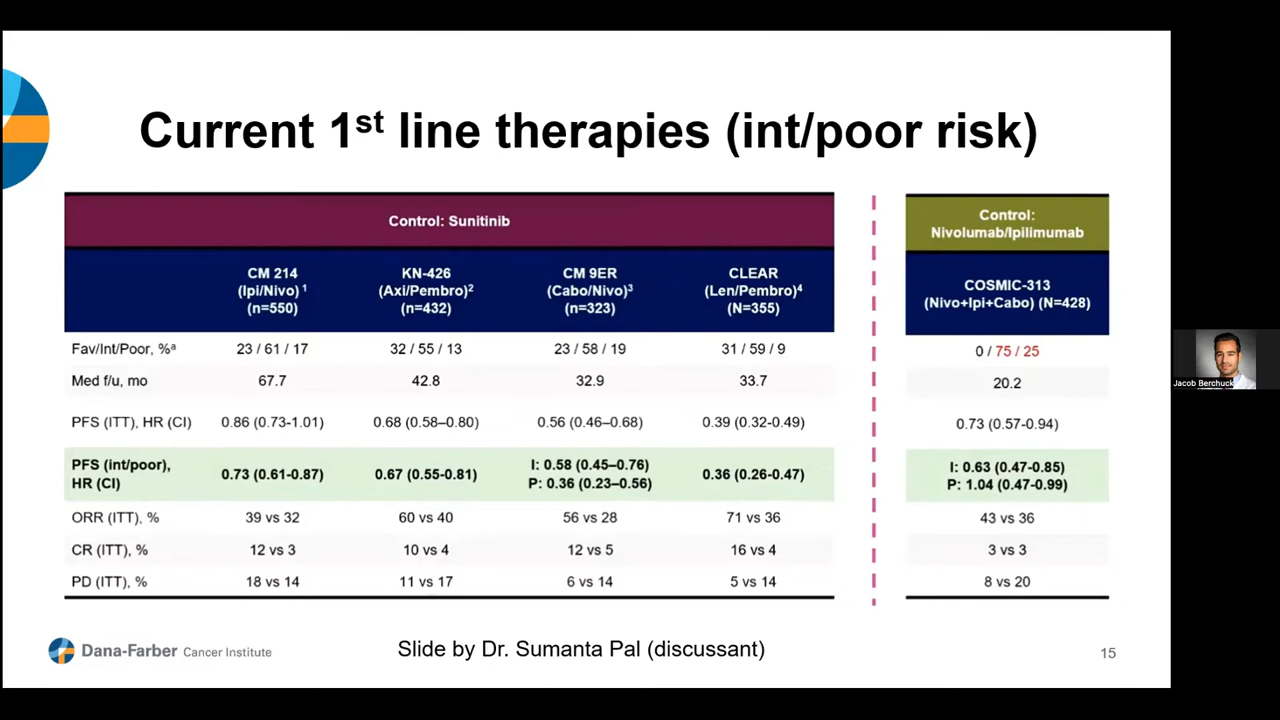 Current 1st line therapies (int/poor risk)
Control: Sunitinib
Control:
Nivolumab/Ipilimumab
CM 214
(Ipi/Nivo) 1
(n=550)
KN-426
(Axi/Pembro)2
(n=432)
CM 9ER
(Cabo/Nivo)3
(n=323)
CLEAR
(Len/Pembro)4
(N=355)
COSMIC-313
(Nivo+Ipi+Cabo) (N=428)
Fav/Int/Poor, %a 23 / 61 / 17 32 / 55 / 13 23 / 58 / 19 31 / 59 / 9 0 / 75 / 25
Med f/u, mo 67.7 42.8 32.9 33.7 20.2
PFS (ITT), HR (CI) 0.86 (0.73-1.01) 0.68 (0.58–0.80) 0.56 (0.46–0.68) 0.39 (0.32-0.49) 0.73 (0.57-0.94)
PFS (int/poor),
HR (CI)
0.73 (0.61-0.87)
0.67 (0.55-0.81)
I: 0.58 (0.45–0.76)
P: 0.36 (0.23–0.56)
0.36 (0.26-0.47)
I: 0.63 (0.47-0.85)
P: 1.04 (0.47-0.99)
ORR (ITT), % 39 vs 32 60 vs 40 56 vs 28 71 vs 36 43 vs 36
CR (ITT), % 12 vs 3 10 vs 4 12 vs 5 16 vs 4 3 vs 3
PD (ITT), % 18 vs 14 11 vs 17 6 vs 14 5 vs 14 8 vs 20
Dana-Farber Cancer Institute
Slide by Dr. Sumanta Pal (discussant)
15
Jacob Berchuck